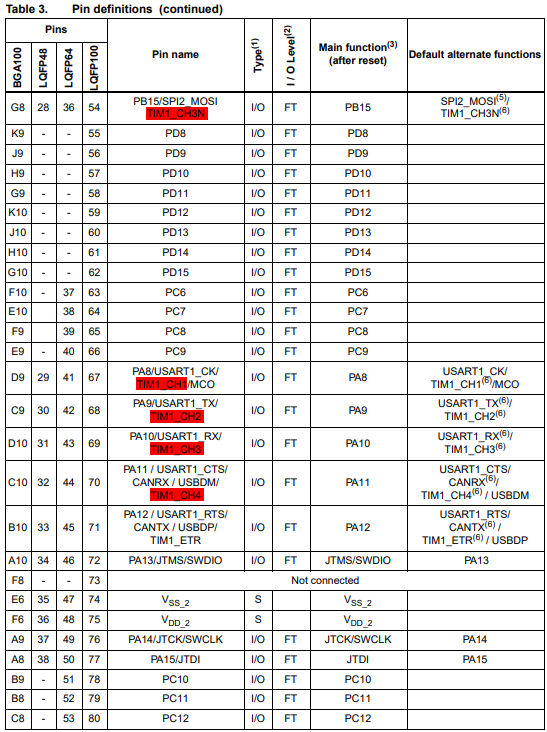 Table 3. Pin definitions (continued)
Pins
BGA100 LQFP48 LQFP64 LQFP100 Pin name Type(1) I / O Level(2) Main function(3) (after reset) Default alternate functions
G8 28 36 54 PB15/SPI2_MOSI TIM1_CH3N I/O FT PB15 SPI2_MOSI(5)/ TIM1_CH3N(6)
K9 - - 55 PD8 I/O FT PD8
J9 - - 56 PD9 I/O FT PD9
H9 - - 57 PD10 I/O FT PD10
G9 - - 58 PD11 I/O FT PD11
K10 - - 59 PD12 I/O FT PD12
J10 - - 60 PD13 I/O FT PD13
H10 - - 61 PD14 I/O FT PD14
G10 - - 62 PD15 I/O FT PD15
F10 - 37 63 PC6 I/O FT PC6
E10 38 64 PC7 I/O FT PC7
F9 39 65 PC8 I/O FT PC8
E9 - 40 66 PC9 I/O FT PC9
D9 29 41 67 PA8/USART1_CK/ TIM1_CH1/MCO I/O FT PA8 USART1_CK/ TIM1_CH1(6)/MCO
C9 30 42 68 PA9/USART1_TX/ TIM1_CH2 I/O FT PA9 USART1_TX(6)/ TIM1_CH2(6)
D10 31 43 69 PA10/USART1_RX/ TIM1_CH3 I/O FT PA10 USART1_RX(6)/ TIM1_CH3(6)
C10 32 44 70 PA11 / USART1_CTS/ CANRX / USBDM/ TIM1_CH4 I/O FT PA11 USART1_CTS/ CANRX(6)/ TIM1_CH4(6) / USBDM
B10 33 45 71 PA12 / USART1_RTS/ CANTX / USBDP/ TIM1_ETR I/O FT PA12 USART1_RTS/ CANTX(6) / TIM1_ETR(6) / USBDP
A10 34 46 72 PA13/JTMS/SWDIO I/O FT JTMS/SWDIO PA13
F8 - - 73 Not connected
E6 35 47 74 VSS_2 S VSS_2
F6 36 48 75 VDD_2 S VDD_2
A9 37 49 76 PA14/JTCK/SWCLK I/O FT JTCK/SWCLK PA14
A8 38 50 77 PA15/JTDI I/O FT JTDI PA15
B9 - 51 78 PC10 I/O FT PC10
B8 - 52 79 PC11 I/O FT PC11
C8 - 53 80 PC12 I/O FT PC12